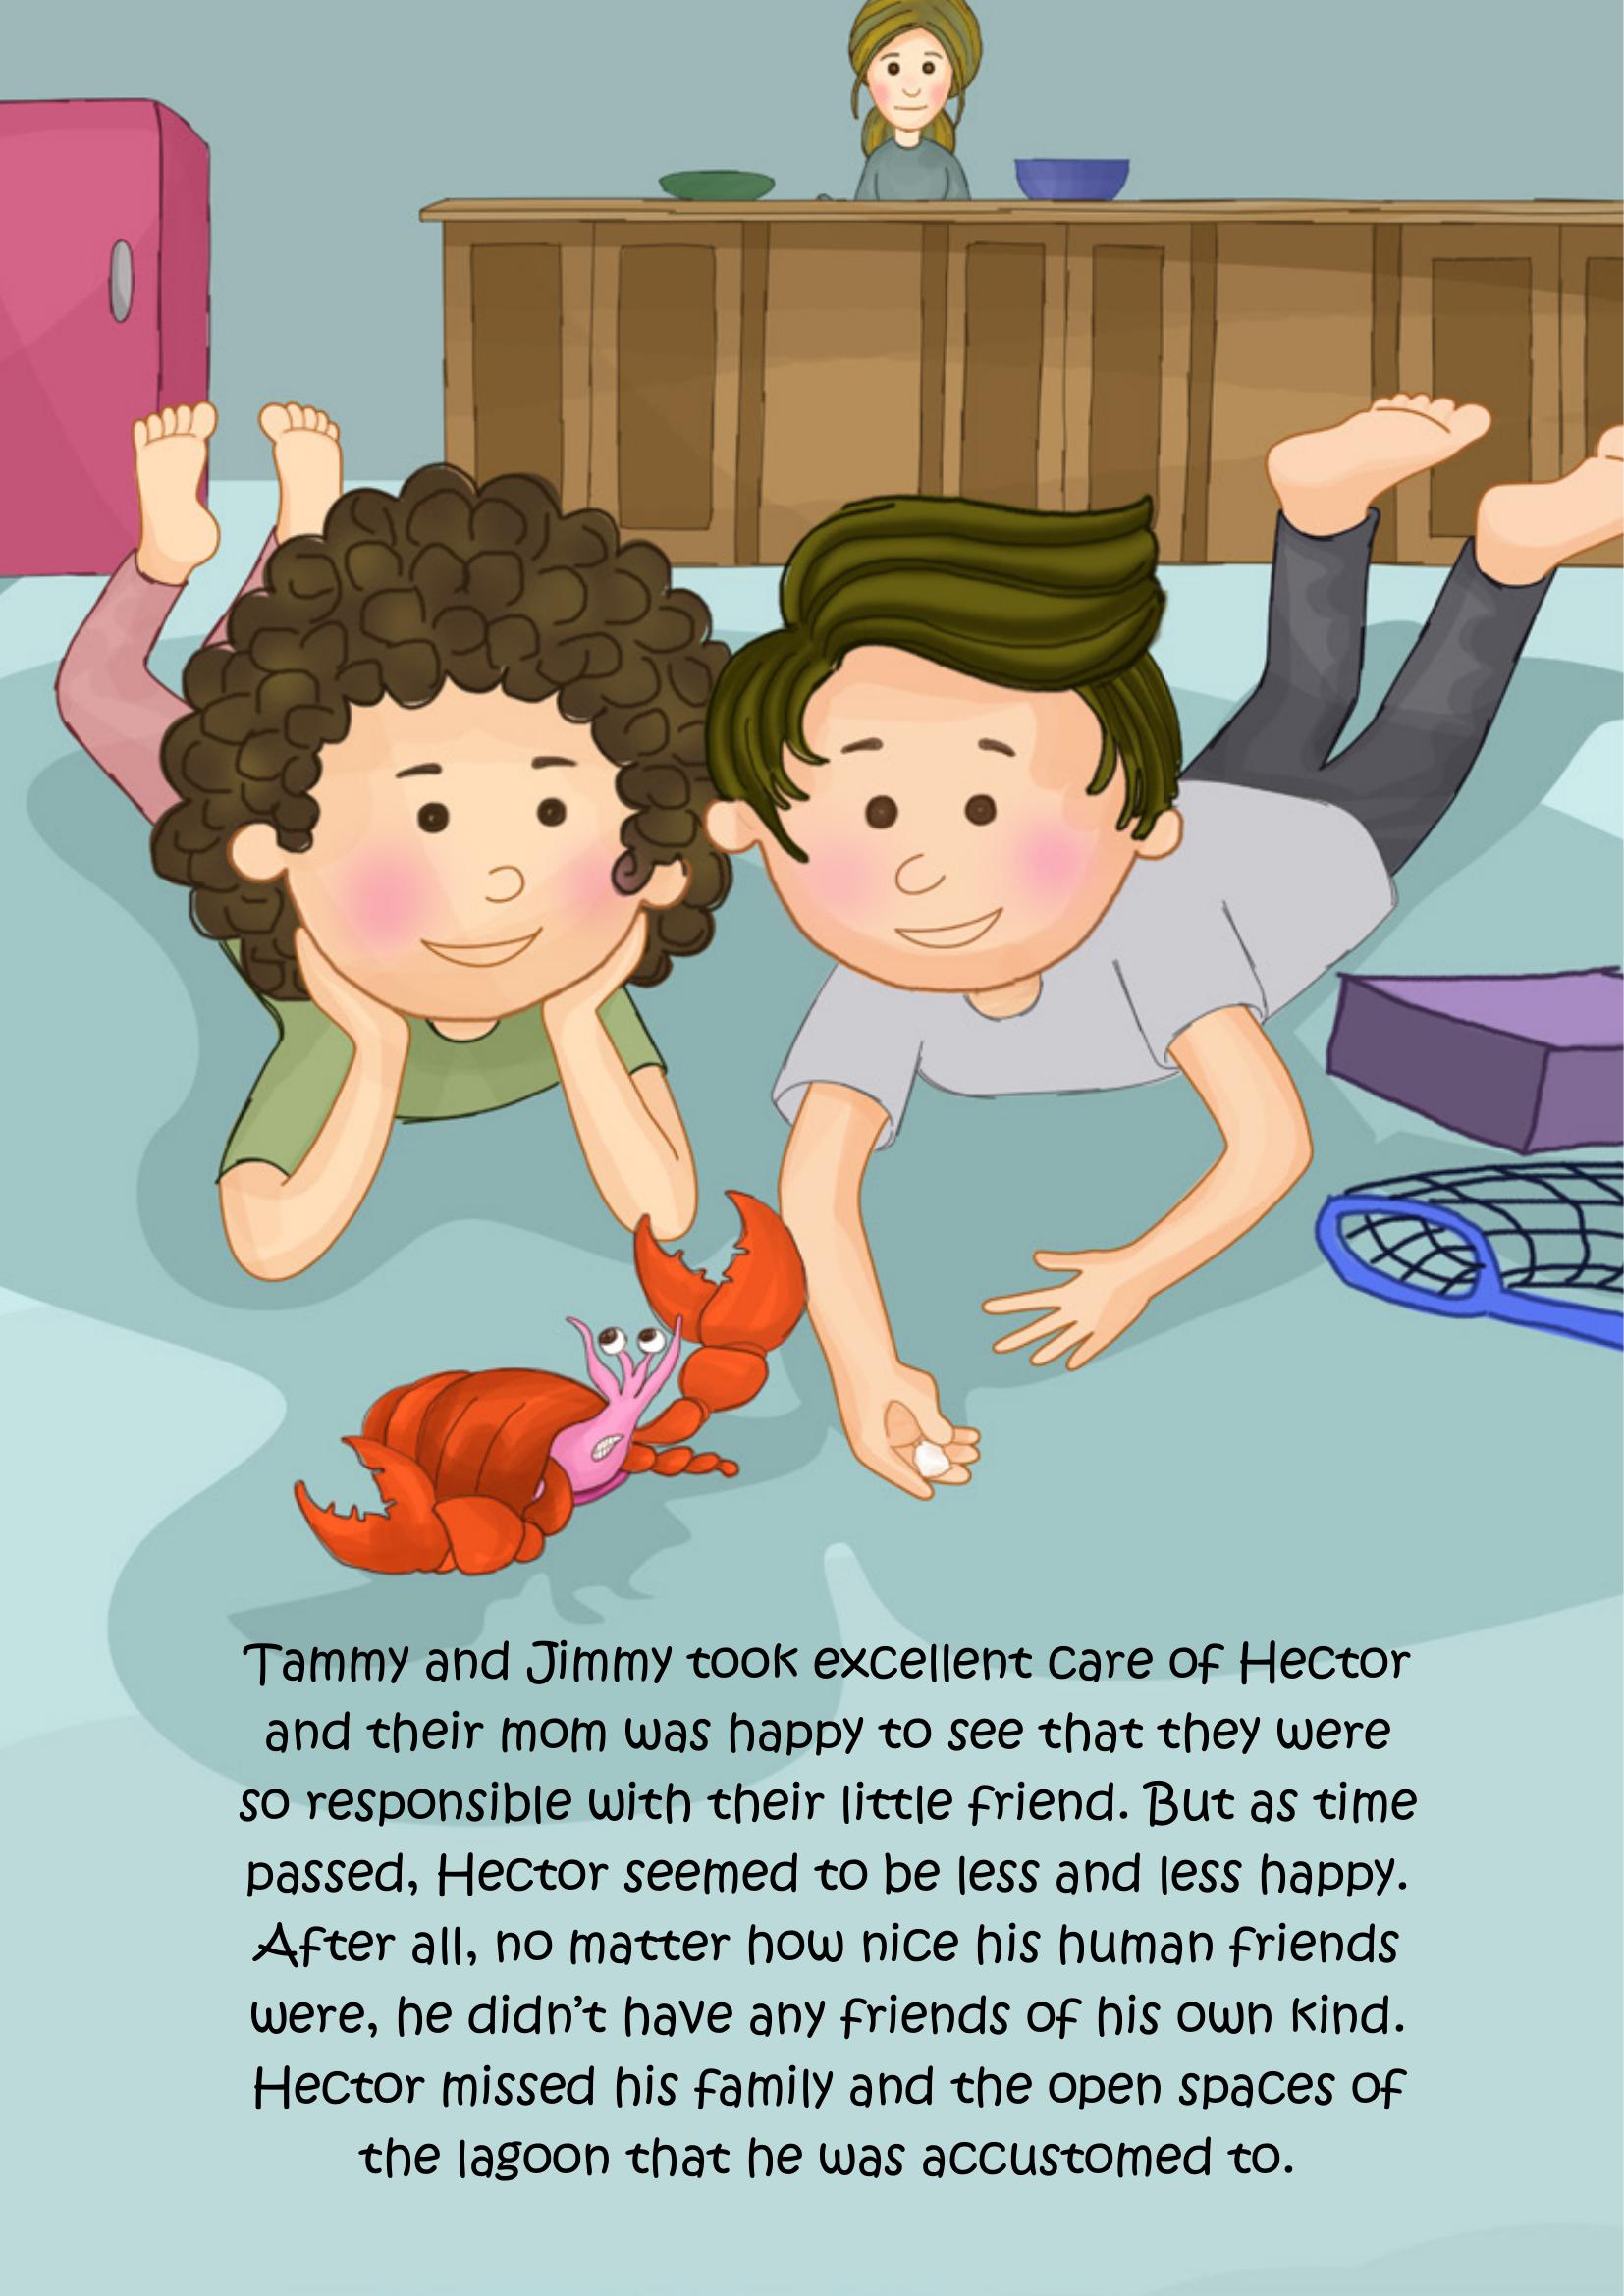 Tammy and Jimmy took excellent care of Hector
and their mom was happy to see that they were
so responsible with their little friend. But as time
passed, Hector seemed to be less and less happy.
After all, no matter how nice his human friends
were, he didn’t have any friends of his own kind.
Hector missed his family and the open spaces of
the lagoon that he was accustomed to.